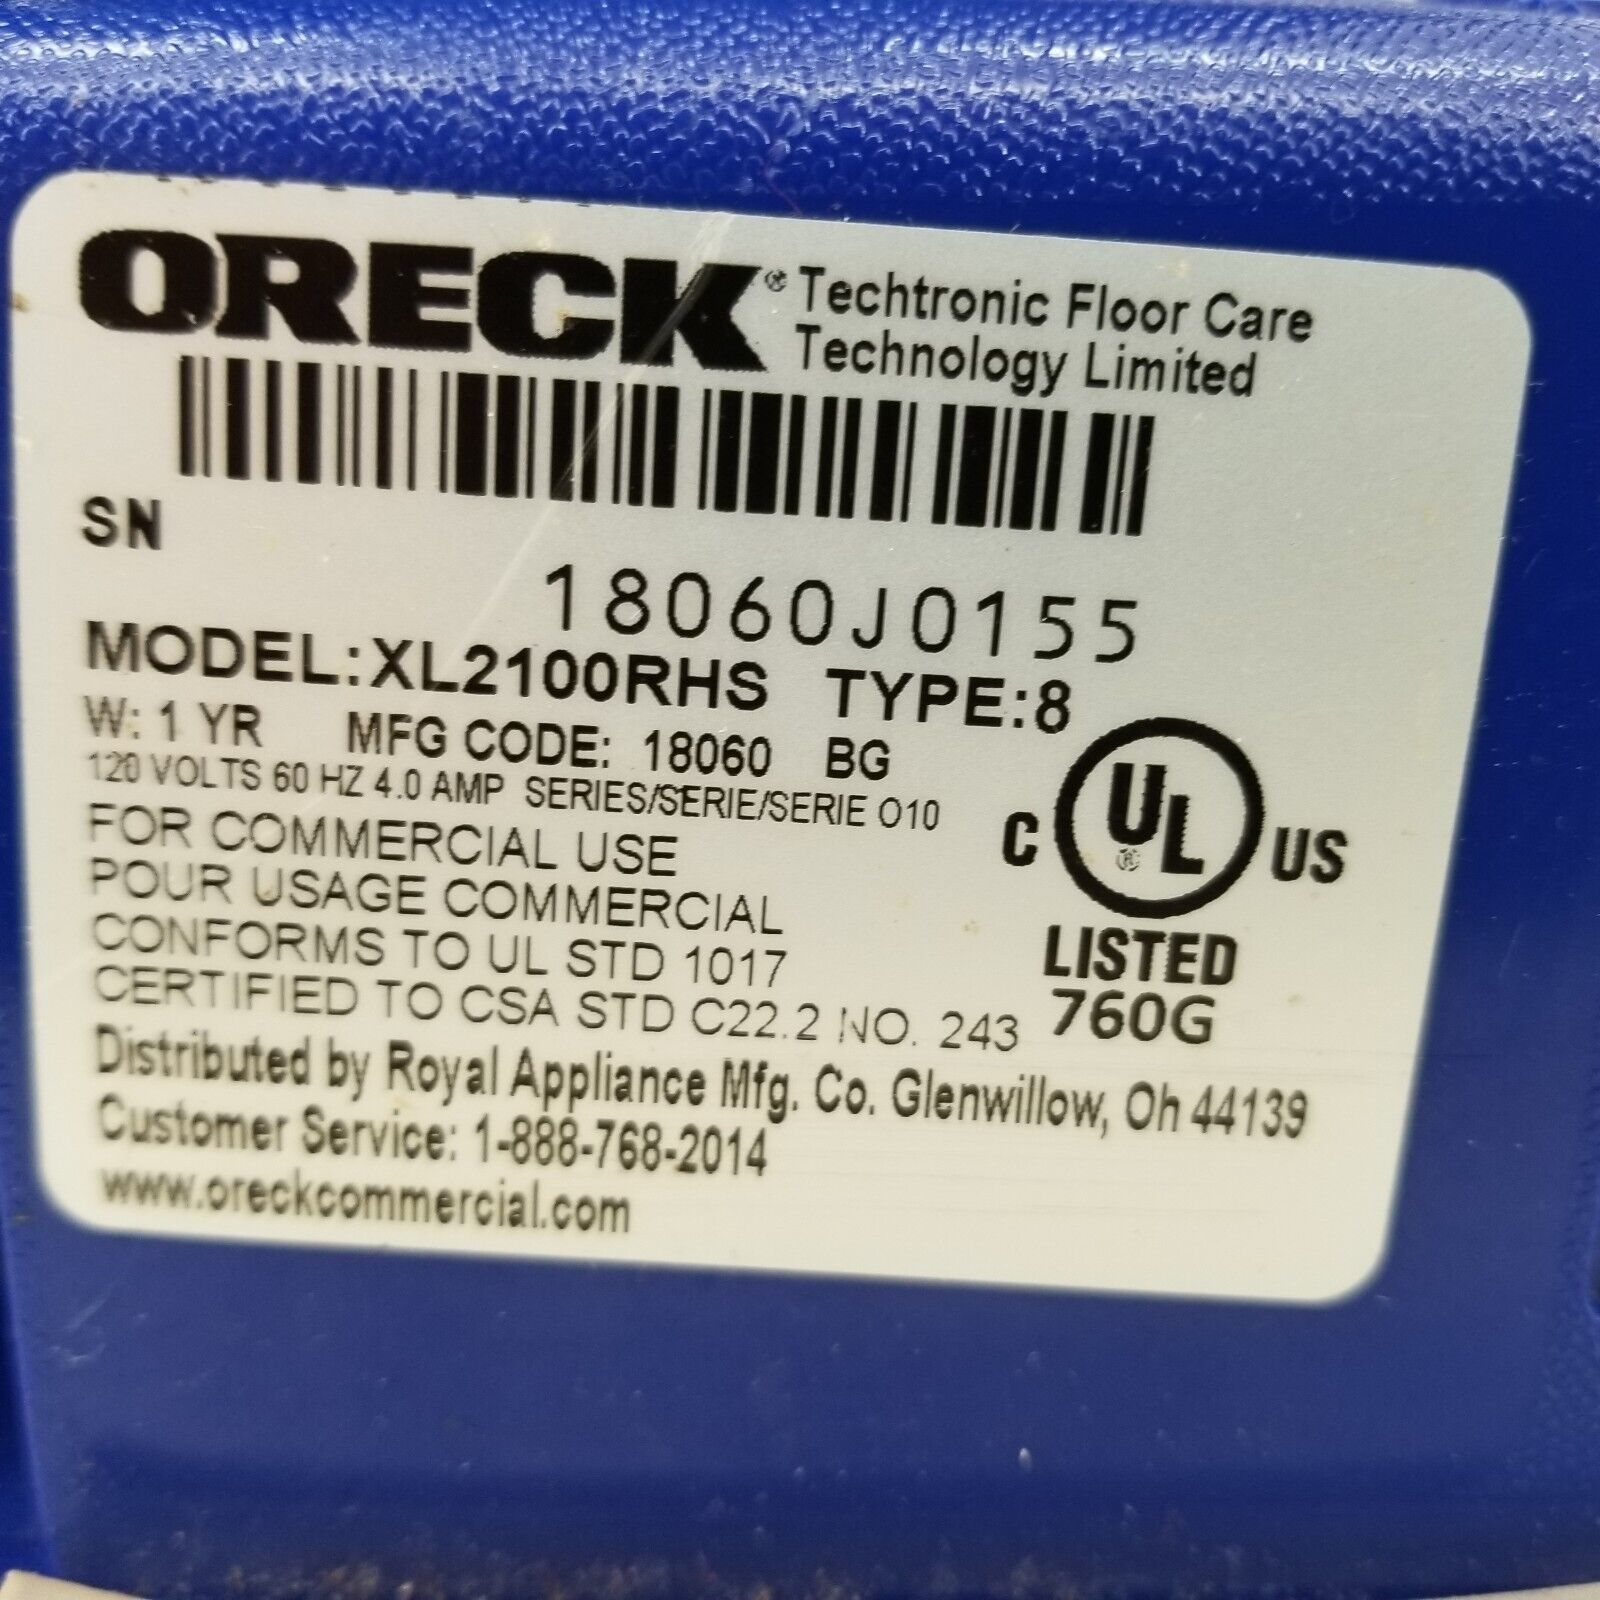 ORECK® Techtronic Floor Care
Technology Limited
SN
18060J0155
MODEL:XL2100RHS TYPE:8
W: 1 YR MFG CODE: 18060 BG
120 VOLTS 60 HZ 4.0 AMP SERIES/SERIE/SERIE O10
FOR COMMERCIAL USE
POUR USAGE COMMERCIAL
CONFORMS TO UL STD 1017
CERTIFIED TO CSA STD C22.2 NO. 243
C UL® US
LISTED
760G
Distributed by Royal Appliance Mfg. Co. Glenwillow, Oh 44139
Customer Service: 1-888-768-2014
www.oreckcommercial.com